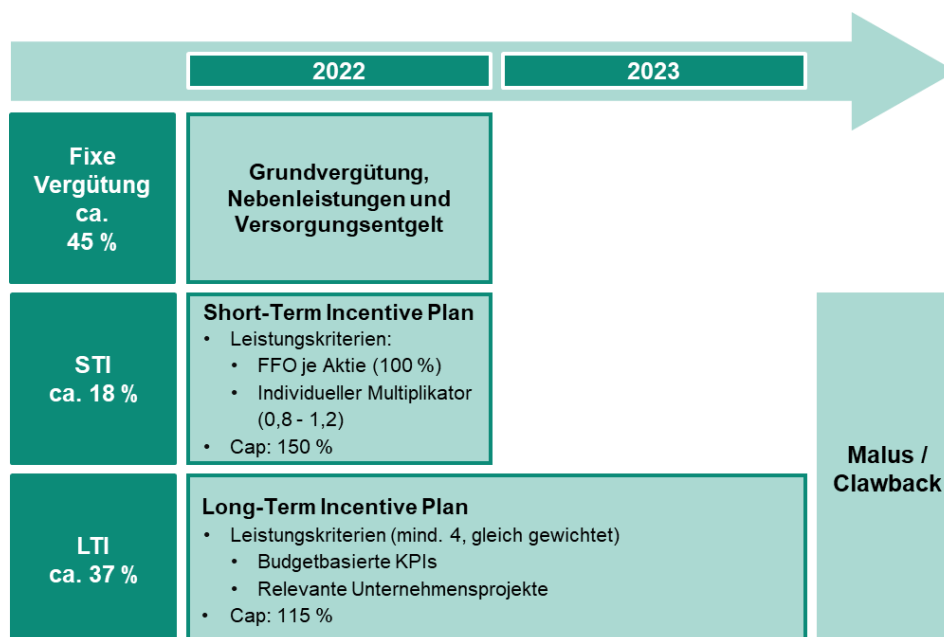 2022
2023
Fixe
Vergütung
ca.
45 %
Grundvergütung,
Nebenleistungen und
Versorgungsentgelt
STI
ca. 18 %
Short-Term Incentive Plan
• Leistungskriterien:
• FFO je Aktie (100 %)
• Individueller Multiplikator
(0,8 - 1,2)
• Cap: 150 %
LTI
ca. 37 %
Long-Term Incentive Plan
• Leistungskriterien (mind. 4, gleich gewichtet)
• Budgetbasierte KPIs
• Relevante Unternehmensprojekte
• Cap: 115 %
Malus /
Clawback